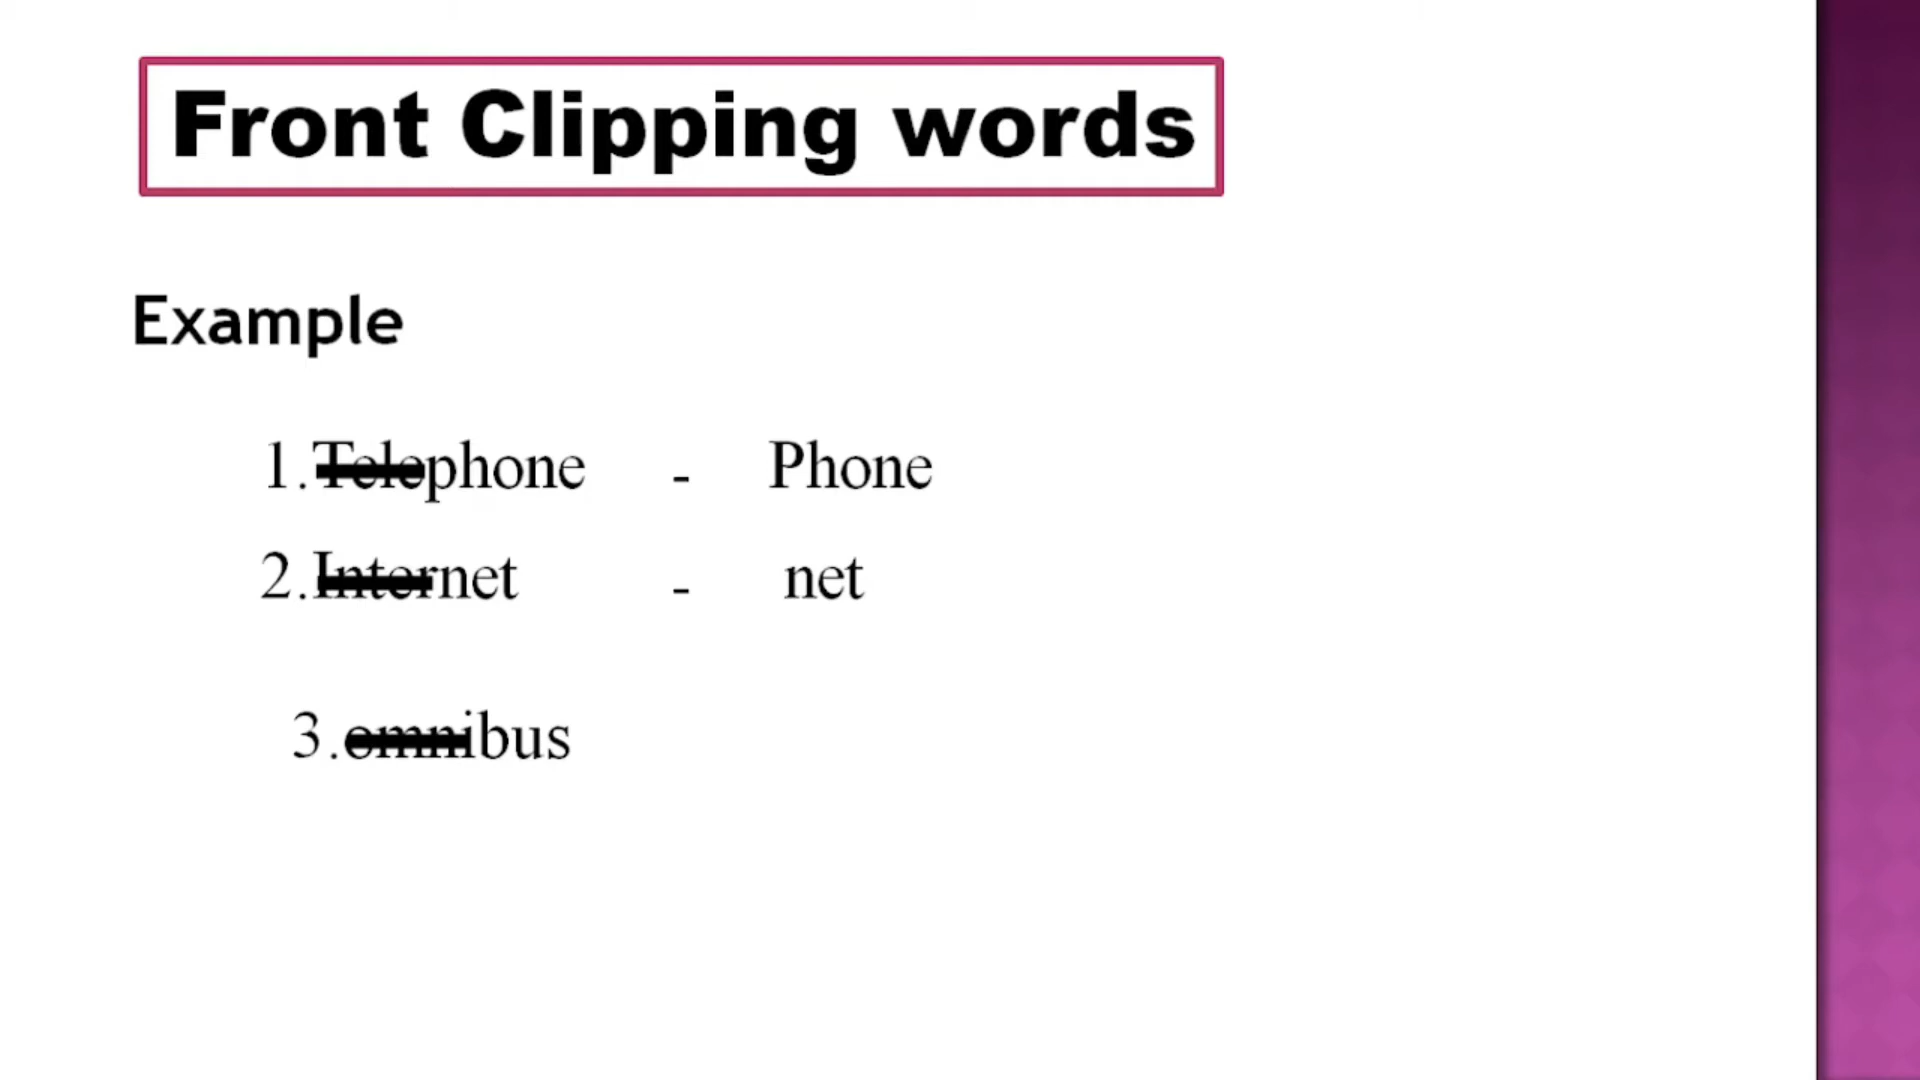 Front Clipping words
Example
1.Telephone - Phone
2.Internet - net
3.omnibus